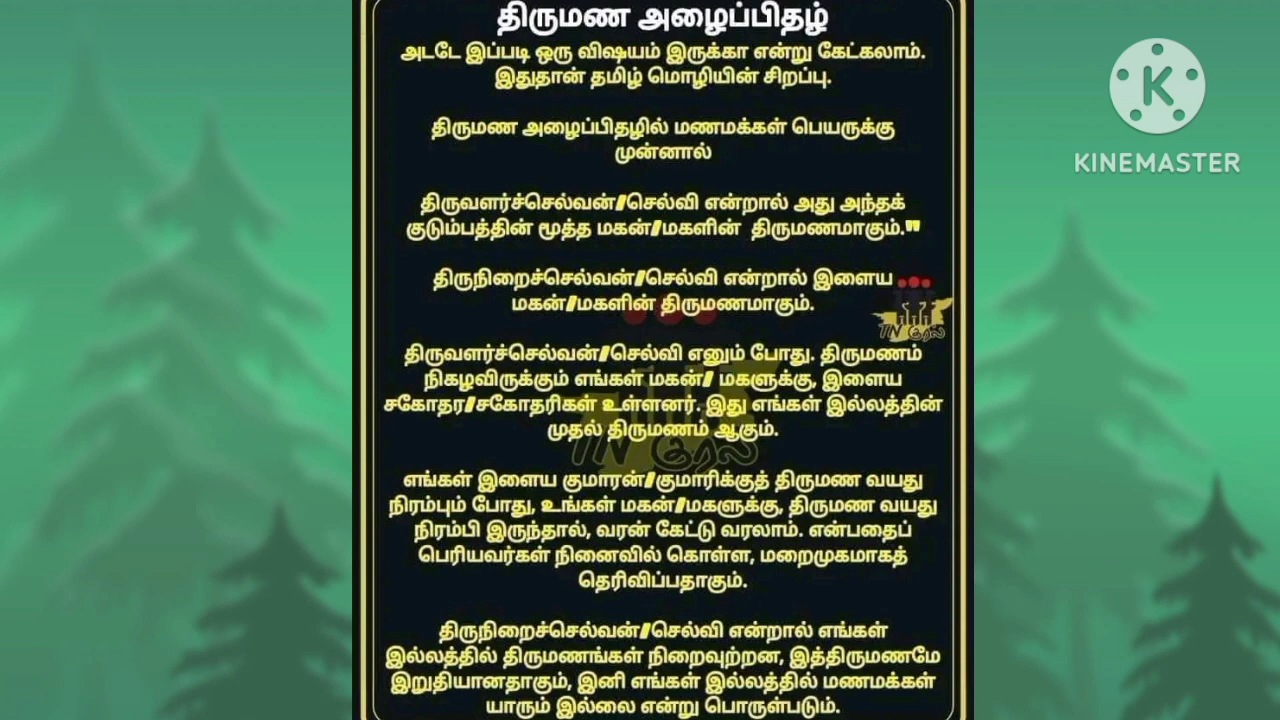 திருமண அழைப்பிதழ்
அடடே இப்படி ஒரு விஷயம் இருக்கா என்று கேட்கலாம்.
இதுதான் தமிழ் மொழியின் சிறப்பு.
திருமண அழைப்பிதழில் மணமக்கள் பெயருக்கு
முன்னால்
திருவளர்ச்செல்வன்/செல்வி என்றால் அது அந்தக்
குடும்பத்தின் மூத்த மகன்/மகளின் திருமணமாகும்."
திருநிறைச்செல்வன்/செல்வி என்றால் இளைய
மகன்/மகளின் திருமணமாகும்.
திருவளர்ச்செல்வன்/செல்வி எனும் போது. திருமணம்
நிகழவிருக்கும் எங்கள் மகன்/ மகளுக்கு, இளைய
சகோதர/சகோதரிகள் உள்ளனர். இது எங்கள் இல்லத்தின்
முதல் திருமணம் ஆகும்.
எங்கள் இளைய குமாரன்/குமாரிக்குத் திருமண வயது
நிரம்பும் போது, உங்கள் மகன்/மகளுக்கு, திருமண வயது
நிரம்பி இருந்தால், வரன் கேட்டு வரலாம். என்பதைப்
பெரியவர்கள் நினைவில் கொள்ள, மறைமுகமாகத்
தெரிவிப்பதாகும்.
திருநிறைச்செல்வன்/செல்வி என்றால் எங்கள்
இல்லத்தில் திருமணங்கள் நிறைவுற்றன, இத்திருமணமே
இறுதியானதாகும், இனி எங்கள் இல்லத்தில் மணமக்கள்
யாரும் இல்லை என்று பொருள்படும்.
TN குரல்
TN குரல்
K
KINEMASTER